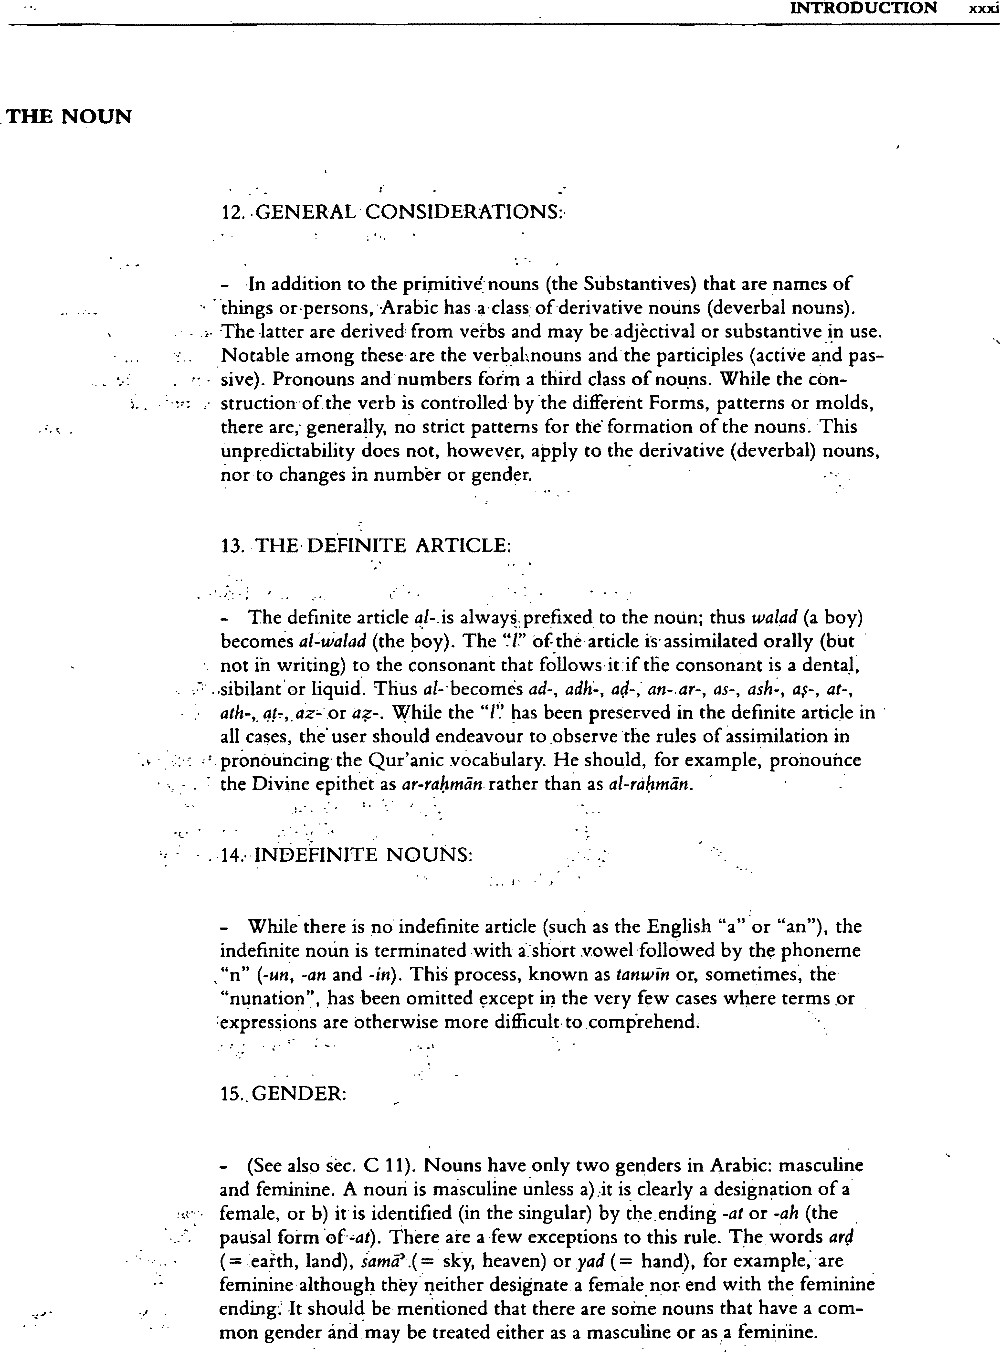 INTRODUCTION xxxi
THE NOUN
12. GENERAL CONSIDERATIONS:
– In addition to the primitive nouns (the Substantives) that are names of
things or persons, Arabic has a class of derivative nouns (deverbal nouns).
The latter are derived from verbs and may be adjectival or substantive in use.
Notable among these are the verbal nouns and the participles (active and pas-
sive). Pronouns and numbers form a third class of nouns. While the con-
struction of the verb is controlled by the different Forms, patterns or molds,
there are, generally, no strict patterns for the formation of the nouns. This
unpredictability does not, however, apply to the derivative (deverbal) nouns,
nor to changes in number or gender.
13. THE DEFINITE ARTICLE:
– The definite article al- is always prefixed to the noun; thus walad (a boy)
becomes al-walad (the boy). The “l” of the article is assimilated orally (but
not in writing) to the consonant that follows it if the consonant is a dental,
sibilant or liquid. Thus al- becomes ad-, adh-, aḍ-, an- ar-, as-, ash-, aṣ-, at-,
ath-, aṭ-, az- or aẓ-. While the “l” has been preserved in the definite article in
all cases, the user should endeavour to observe the rules of assimilation in
pronouncing the Qur'anic vocabulary. He should, for example, pronounce
the Divine epithet as ar-raḥmān rather than as al-raḥmān.
14. INDEFINITE NOUNS:
– While there is no indefinite article (such as the English “a” or “an”), the
indefinite noun is terminated with a short vowel followed by the phoneme
“n” (-un, -an and -in). This process, known as tanwīn or, sometimes, the
“nunation”, has been omitted except in the very few cases where terms or
expressions are otherwise more difficult to comprehend.
15. GENDER:
– (See also sec. C 11). Nouns have only two genders in Arabic: masculine
and feminine. A noun is masculine unless a) it is clearly a designation of a
female, or b) it is identified (in the singular) by the ending -at or -ah (the
pausal form of -at). There are a few exceptions to this rule. The words arḍ
(= earth, land), samāʾ (= sky, heaven) or yad (= hand), for example, are
feminine although they neither designate a female nor end with the feminine
ending. It should be mentioned that there are some nouns that have a com-
mon gender and may be treated either as a masculine or as a feminine.